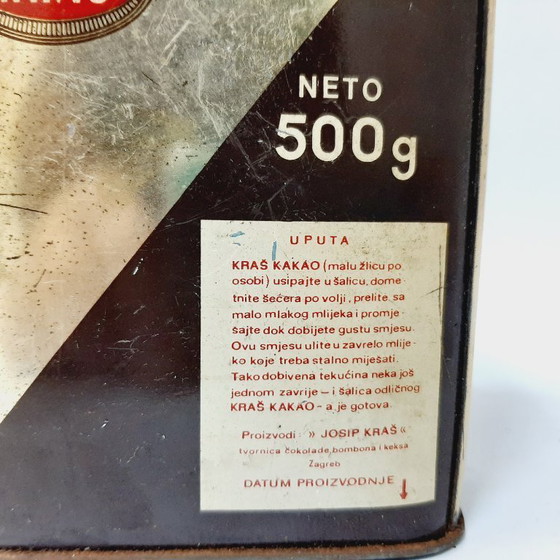 NETO
500g
UPUTA
KRAŠ KAKAO (malu žlicu po
osobi) usipajte u šalicu, dome-
tnite šećera po volji, prelite sa
malo mlakog mlijeka i promje-
šajte dok dobijete gustu smjesu.
Ovu smjesu ulite u zavrelo mlije-
ko koje treba stalno miješati.
Tako dobivena tekućina neka još
jednom zavrije – i šalica odličnog
KRAŠ KAKAO - a je gotova.
Proizvodi » JOSIP KRAŠ «
tvornica čokolade, bombona i keksa
Zagreb
DATUM PROIZVODNJE